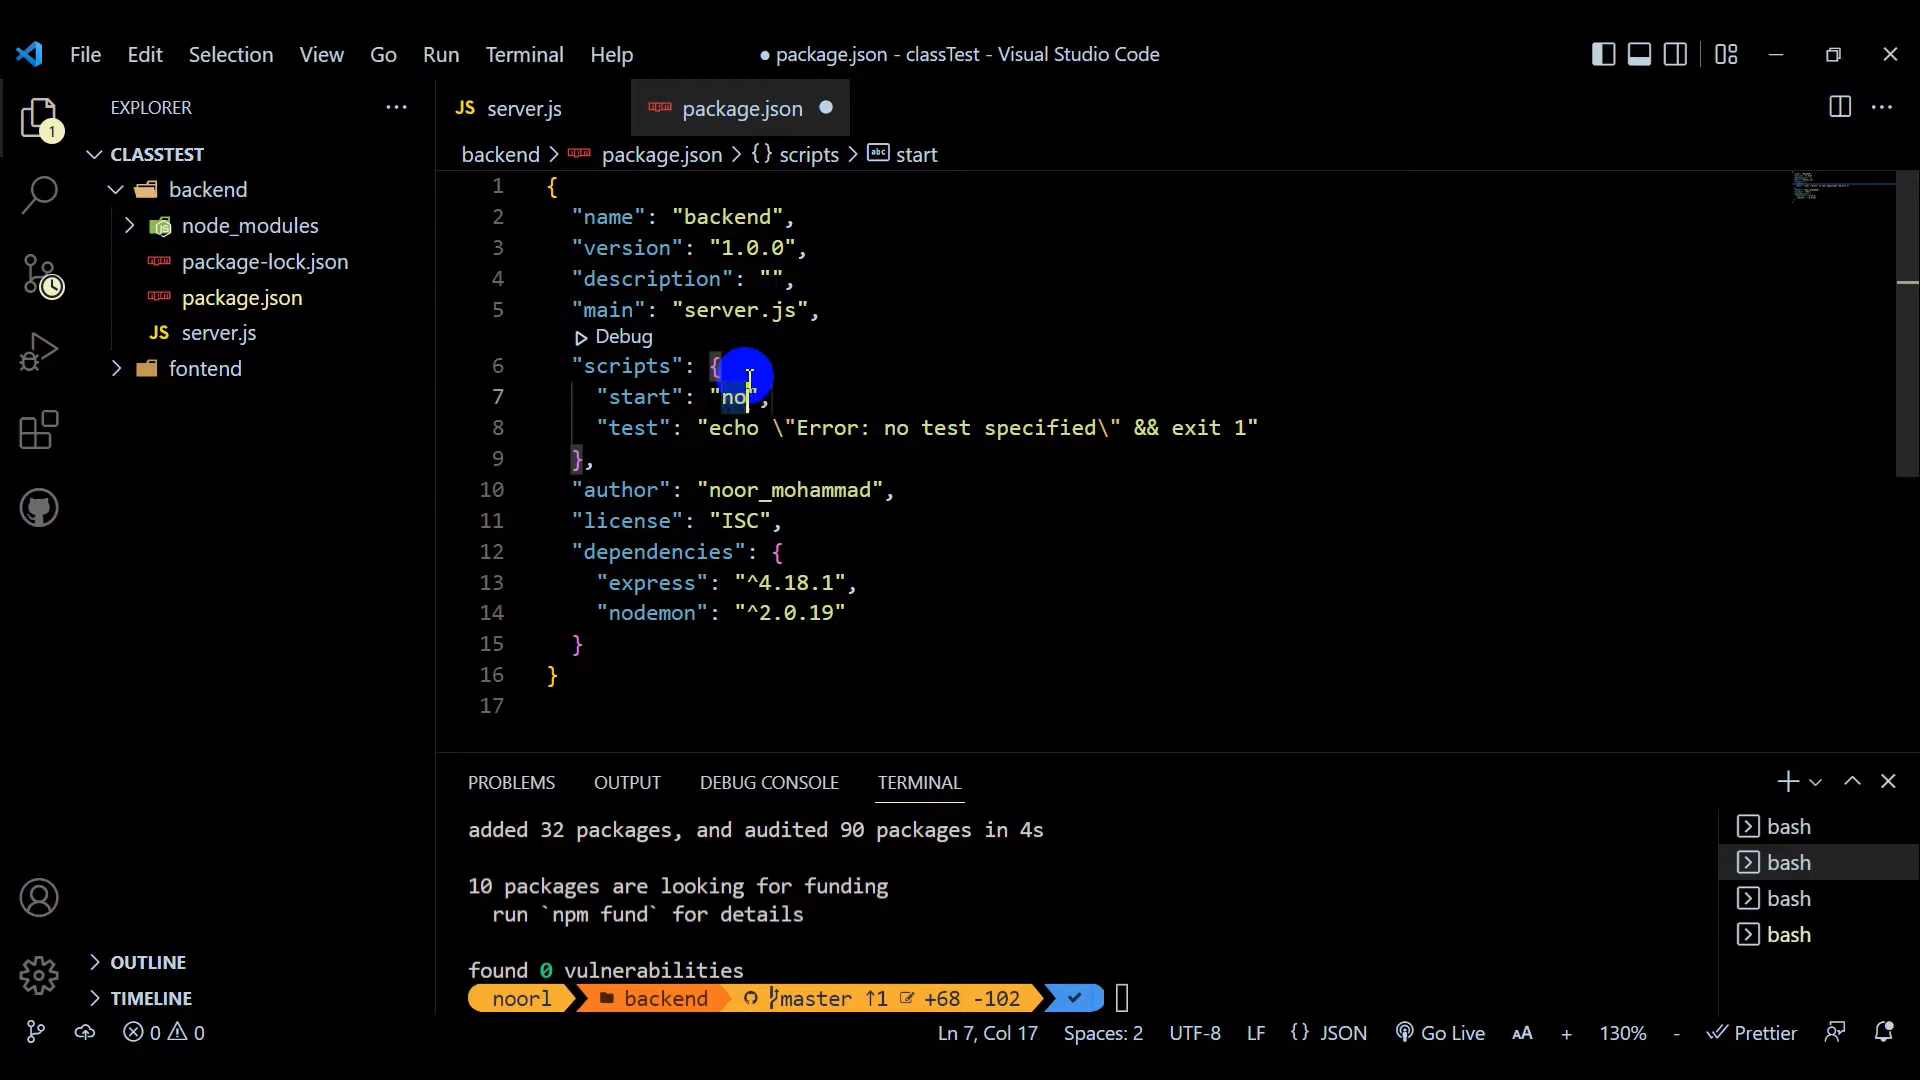 File Edit Selection View Go Run Terminal Help
● package.json - classTest - Visual Studio Code
EXPLORER
1
CLASSTEST
backend
node_modules
package-lock.json
package.json
JS server.js
fontend
OUTLINE
TIMELINE
JS server.js
package.json
backend > package.json > {} scripts > abc start
1 {
2 "name": "backend",
3 "version": "1.0.0",
4 "description": "",
5 "main": "server.js",
Debug
6 "scripts": {
7 "start": "no",
8 "test": "echo \"Error: no test specified\" && exit 1"
9 },
10 "author": "noor_mohammad",
11 "license": "ISC",
12 "dependencies": {
13 "express": "^4.18.1",
14 "nodemon": "^2.0.19"
15 }
16 }
17
PROBLEMS OUTPUT DEBUG CONSOLE TERMINAL
added 32 packages, and audited 90 packages in 4s
10 packages are looking for funding
run `npm fund` for details
found 0 vulnerabilities
noorl backend master ↑1 +68 -102
bash
bash
bash
bash
0 0 Ln 7, Col 17 Spaces: 2 UTF-8 LF {} JSON Go Live AA + 130% - Prettier